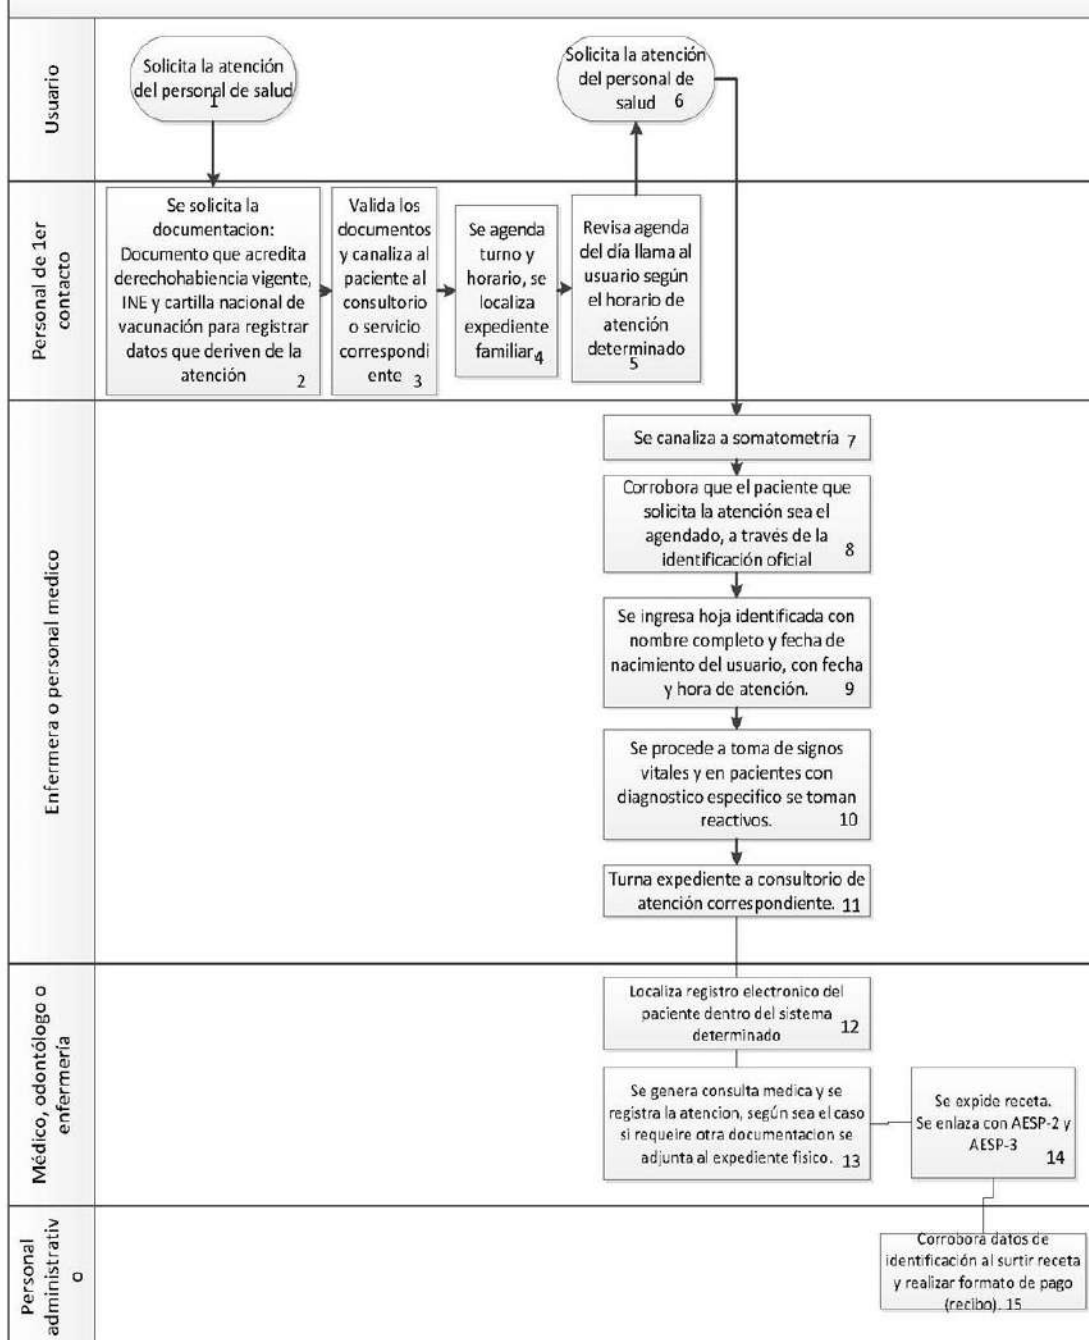 Usuario
Solicita la atención
del personal de salud
1
Solicita la atención
del personal de
salud 6
Personal de 1er
contacto
Se solicita la
documentacion:
Documento que acredita
derechohabiencia vigente,
INE y cartilla nacional de
vacunación para registrar
datos que deriven de la
atención 2
Valida los
documentos
y canaliza al
paciente al
consultorio
o servicio
correspondi
ente 3
Se agenda
turno y
horario, se
localiza
expediente
familiar 4
Revisa agenda
del día llama al
usuario según
el horario de
atención
determinado
5
Enfermera o personal medico
Se canaliza a somatometría 7
Corrobora que el paciente que
solicita la atención sea el
agendado, a través de la
identificación oficial 8
Se ingresa hoja identificada con
nombre completo y fecha de
nacimiento del usuario, con fecha
y hora de atención. 9
Se procede a toma de signos
vitales y en pacientes con
diagnostico especifico se toman
reactivos. 10
Turna expediente a consultorio de
atención correspondiente. 11
Médico, odontólogo o
enfermería
Localiza registro electronico del
paciente dentro del sistema
determinado 12
Se genera consulta medica y se
registra la atencion, según sea el caso
si requeire otra documentacion se
adjunta al expediente fisico. 13
Se expide receta.
Se enlaza con AESP-2 y
AESP-3 14
Personal
administrativ
o
Corrobora datos de
identificación al surtir receta
y realizar formato de pago
(recibo). 15